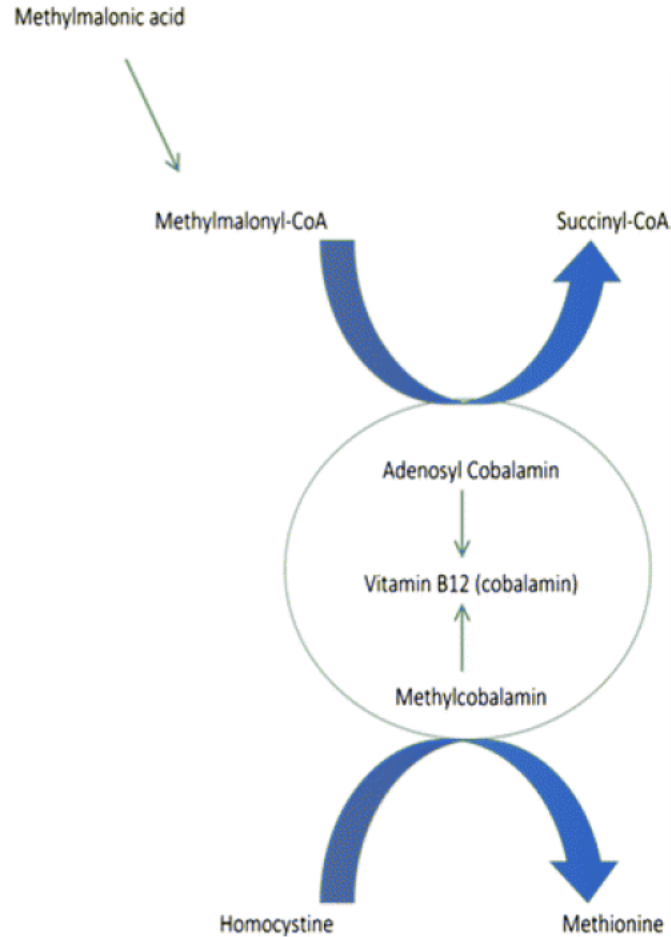 Methylmalonic acid
Methylmalonyl-CoA
Succinyl-CoA
Adenosyl Cobalamin
Vitamin B12 (cobalamin)
Methylcobalamin
Homocystine
Methionine